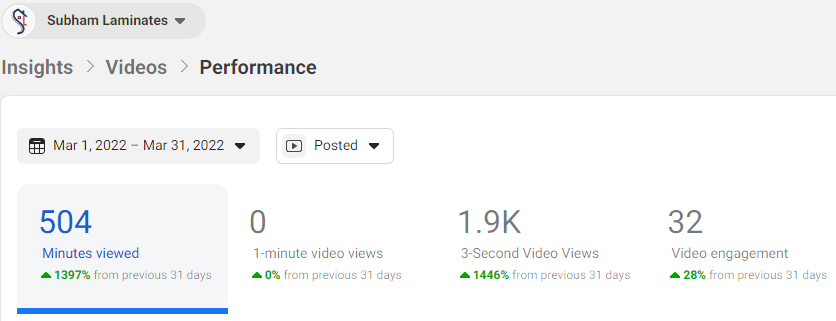 Subham Laminates
Insights > Videos > Performance
Mar 1, 2022 – Mar 31, 2022 Posted
504 0 1.9K 32
Minutes viewed 1-minute video views 3-Second Video Views Video engagement
1397% from previous 31 days 0% from previous 31 days 1446% from previous 31 days 28% from previous 31 days